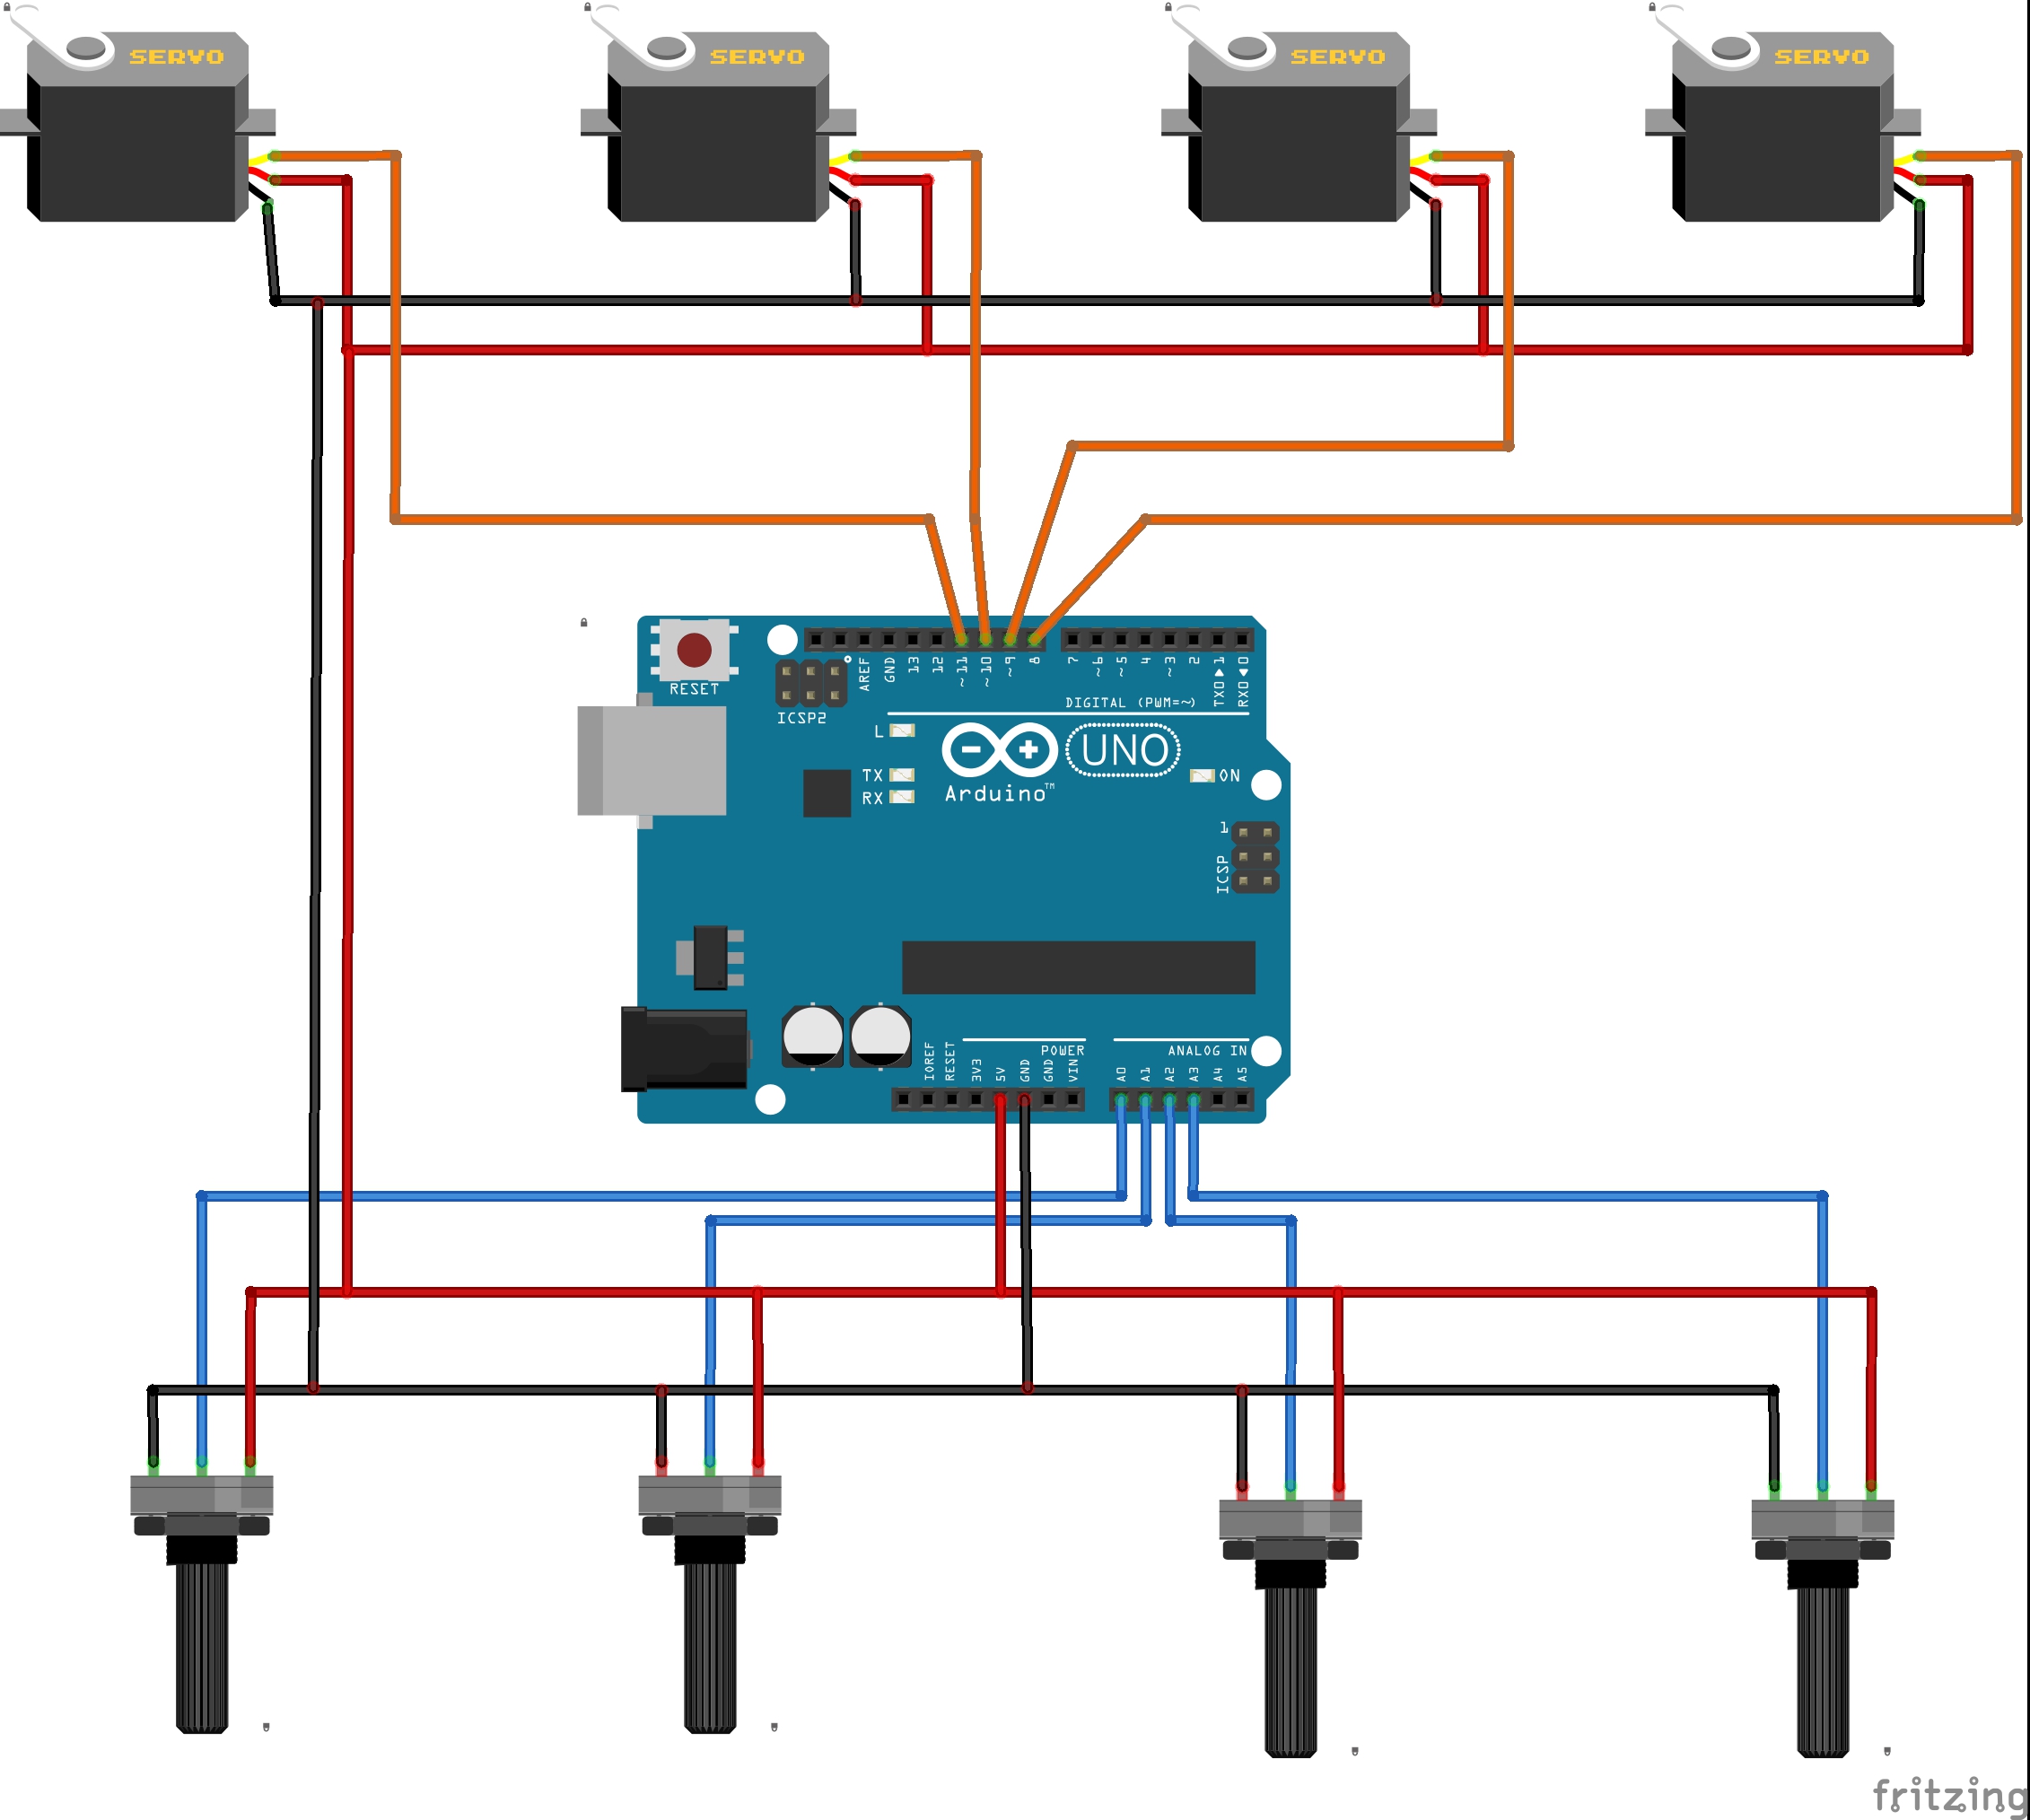 SERVO
SERVO
SERVO
SERVO
RESET
ICSP2
AREF
GND
13
12
~11
~10
~9
8
7
~6
~5
4
~3
2
TX0▶1
RX0◀0
DIGITAL (PWM=~)
L
TX
RX
UNO
Arduino™
ON
1
ICSP
IOREF
RESET
3V3
5V
GND
GND
VIN
POWER
ANALOG IN
A0
A1
A2
A3
A4
A5
fritzing